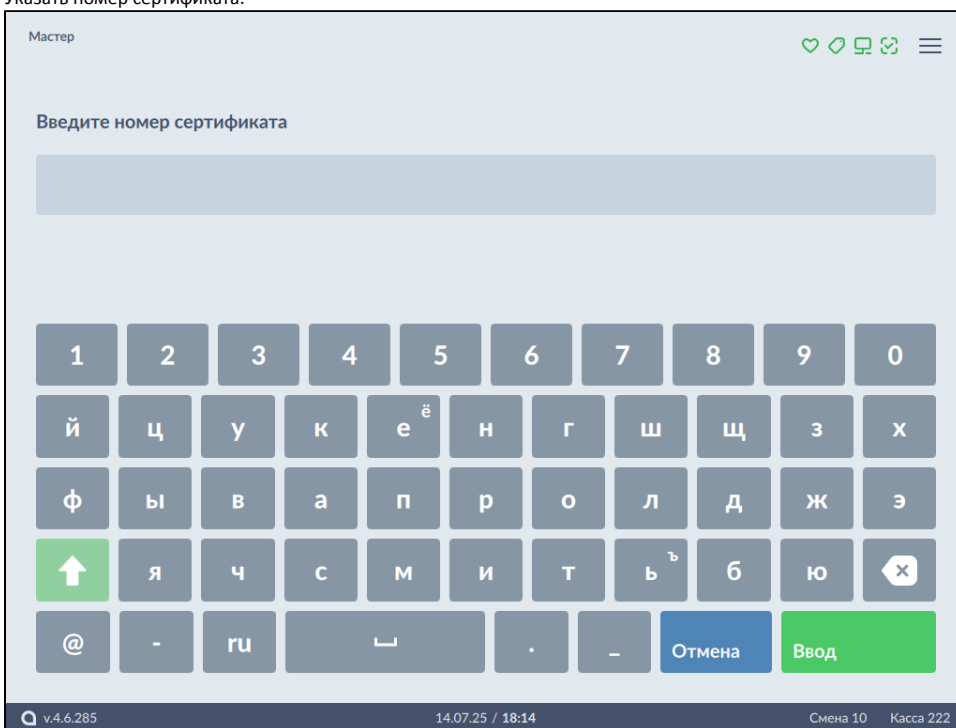 Указать номер сертификата.
Мастер
Введите номер сертификата
1 2 3 4 5 6 7 8 9 0
й ц у к е ё н г ш щ з х
ф ы в а п р о л д ж э
я ч с м и т ь ъ б ю
@ - ru . _ Отмена Ввод
v.4.6.285 14.07.25 / 18:14 Смена 10 Касса 222